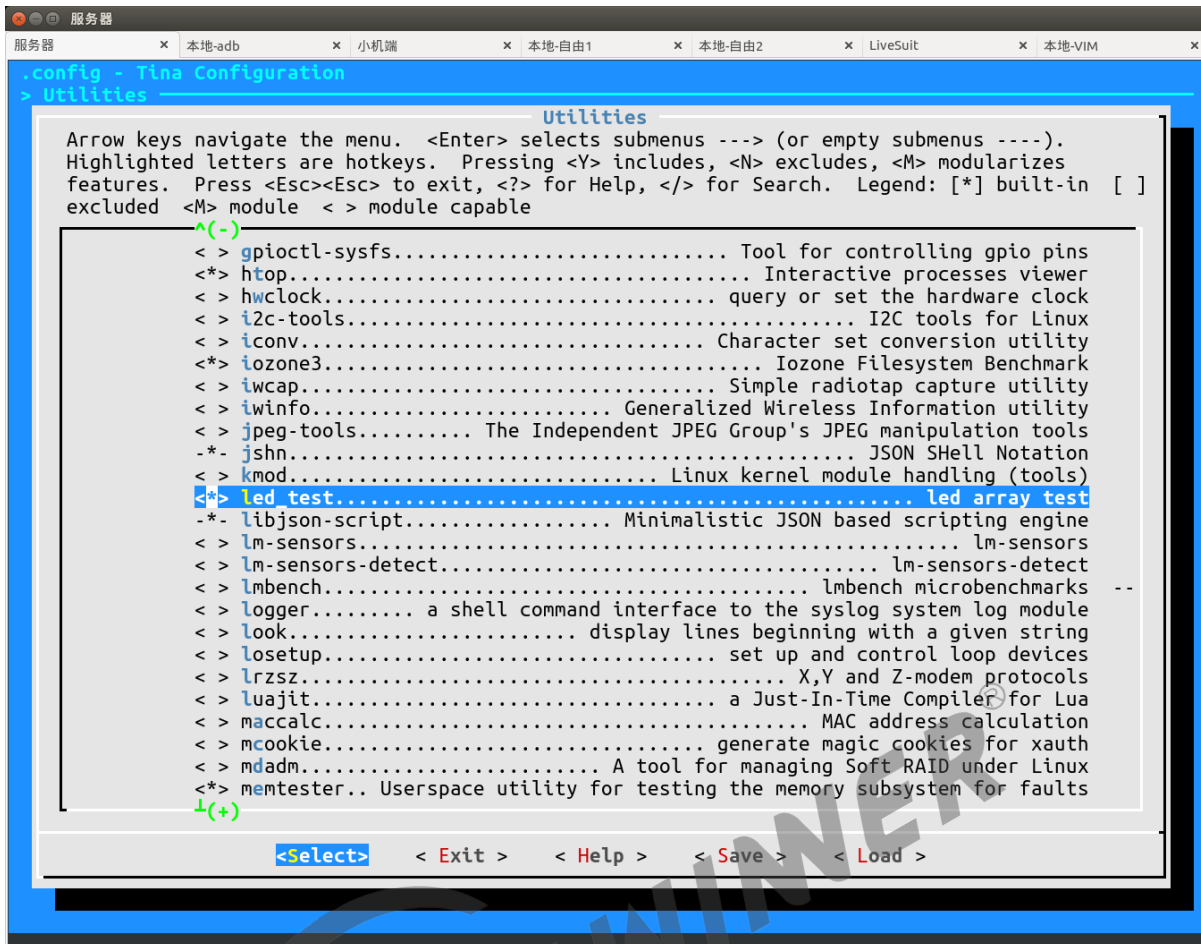 服务器
服务器 × 本地-adb × 小机端 × 本地-自由1 × 本地-自由2 × LiveSuit × 本地-VIM ×
.config - Tina Configuration
> Utilities
Utilities
Arrow keys navigate the menu.  <Enter> selects submenus ---> (or empty submenus ----).
Highlighted letters are hotkeys.  Pressing <Y> includes, <N> excludes, <M> modularizes
features.  Press <Esc><Esc> to exit, <?> for Help, </> for Search.  Legend: [*] built-in  [ ]
excluded  <M> module  < > module capable
^(-)
< > gpioctl-sysfs............................. Tool for controlling gpio pins
<*> htop........................................ Interactive processes viewer
< > hwclock.................................. query or set the hardware clock
< > i2c-tools............................................ I2C tools for Linux
< > iconv................................... Character set conversion utility
<*> iozone3....................................... Iozone Filesystem Benchmark
< > iwcap.................................... Simple radiotap capture utility
< > iwinfo.......................... Generalized Wireless Information utility
< > jpeg-tools.......... The Independent JPEG Group's JPEG manipulation tools
-*- jshn................................................. JSON SHell Notation
< > kmod................................ Linux kernel module handling (tools)
<*> led_test.................................................. led array test
-*- libjson-script.................. Minimalistic JSON based scripting engine
< > lm-sensors.................................................... lm-sensors
< > lm-sensors-detect...................................... lm-sensors-detect
< > lmbench.......................................... lmbench microbenchmarks  --
< > logger......... a shell command interface to the syslog system log module
< > look......................... display lines beginning with a given string
< > losetup.................................. set up and control loop devices
< > lrzsz.......................................... X,Y and Z-modem protocols
< > luajit.................................... a Just-In-Time Compiler for Lua
< > maccalc.......................................... MAC address calculation
< > mcookie................................. generate magic cookies for xauth
< > mdadm.......................... A tool for managing Soft RAID under Linux
<*> memtester.. Userspace utility for testing the memory subsystem for faults
┴(+)
<Select>    < Exit >    < Help >    < Save >    < Load >
WINNER®